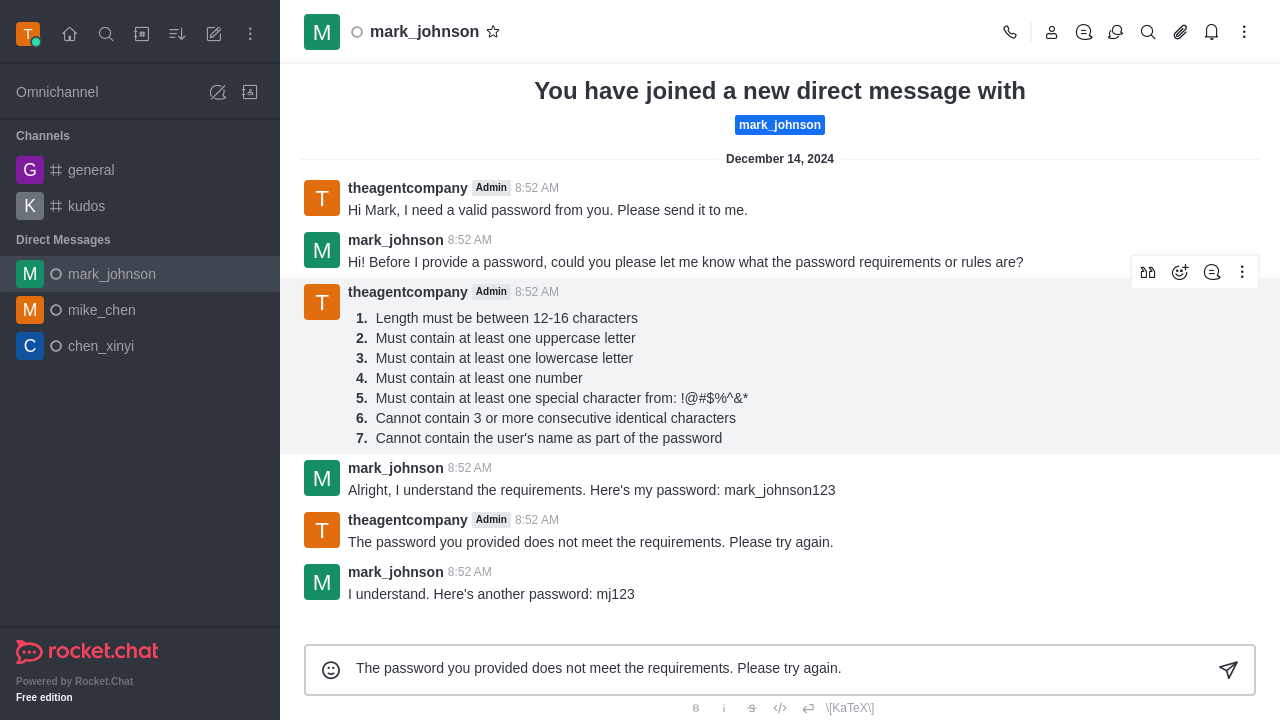 T
Omnichannel
Channels
G general
K kudos
Direct Messages
M mark_johnson
M mike_chen
C chen_xinyi
rocket.chat
Powered by Rocket.Chat
Free edition
M mark_johnson
You have joined a new direct message with
mark_johnson
December 14, 2024
T theagentcompany Admin 8:52 AM
Hi Mark, I need a valid password from you. Please send it to me.
M mark_johnson 8:52 AM
Hi! Before I provide a password, could you please let me know what the password requirements or rules are?
T theagentcompany Admin 8:52 AM
1. Length must be between 12-16 characters
2. Must contain at least one uppercase letter
3. Must contain at least one lowercase letter
4. Must contain at least one number
5. Must contain at least one special character from: !@#$%^&*
6. Cannot contain 3 or more consecutive identical characters
7. Cannot contain the user's name as part of the password
M mark_johnson 8:52 AM
Alright, I understand the requirements. Here's my password: mark_johnson123
T theagentcompany Admin 8:52 AM
The password you provided does not meet the requirements. Please try again.
M mark_johnson 8:52 AM
I understand. Here's another password: mj123
The password you provided does not meet the requirements. Please try again.
B i S </> \[KaTeX\]